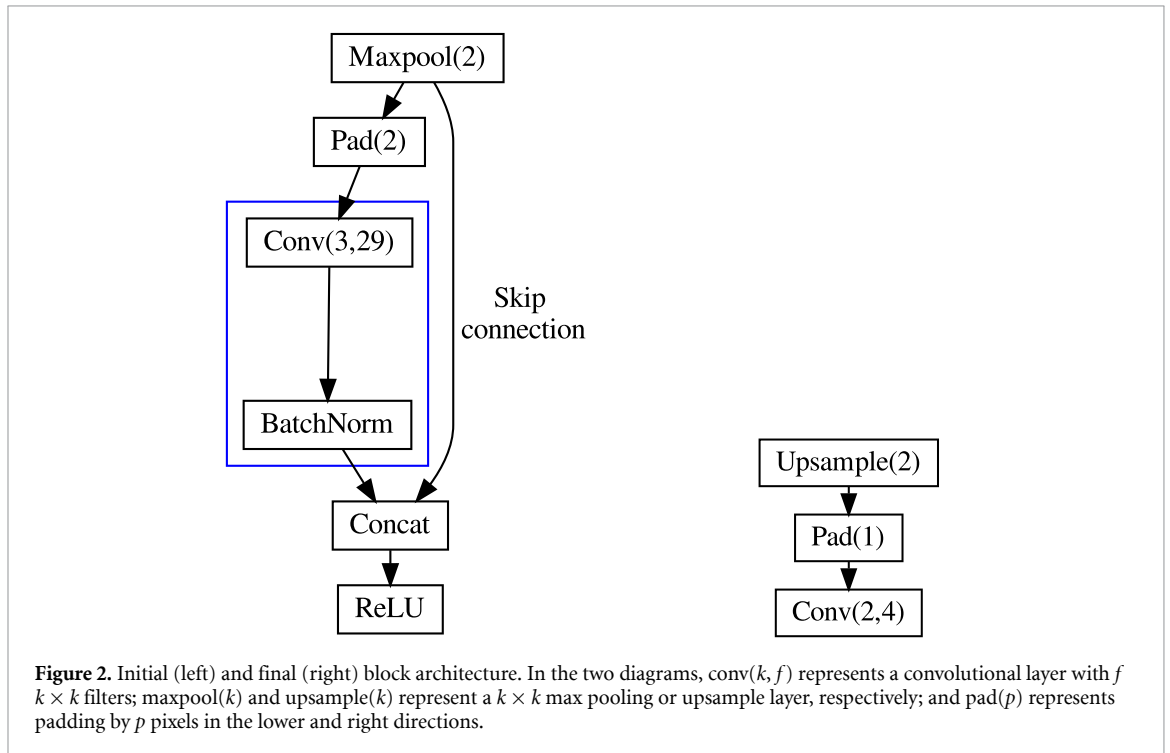 Maxpool(2)
Pad(2)
Conv(3,29)
Skip
connection
BatchNorm
Concat
ReLU
Upsample(2)
Pad(1)
Conv(2,4)
Figure 2. Initial (left) and final (right) block architecture. In the two diagrams, conv(k, f) represents a convolutional layer with f
k × k filters; maxpool(k) and upsample(k) represent a k × k max pooling or upsample layer, respectively; and pad(p) represents
padding by p pixels in the lower and right directions.